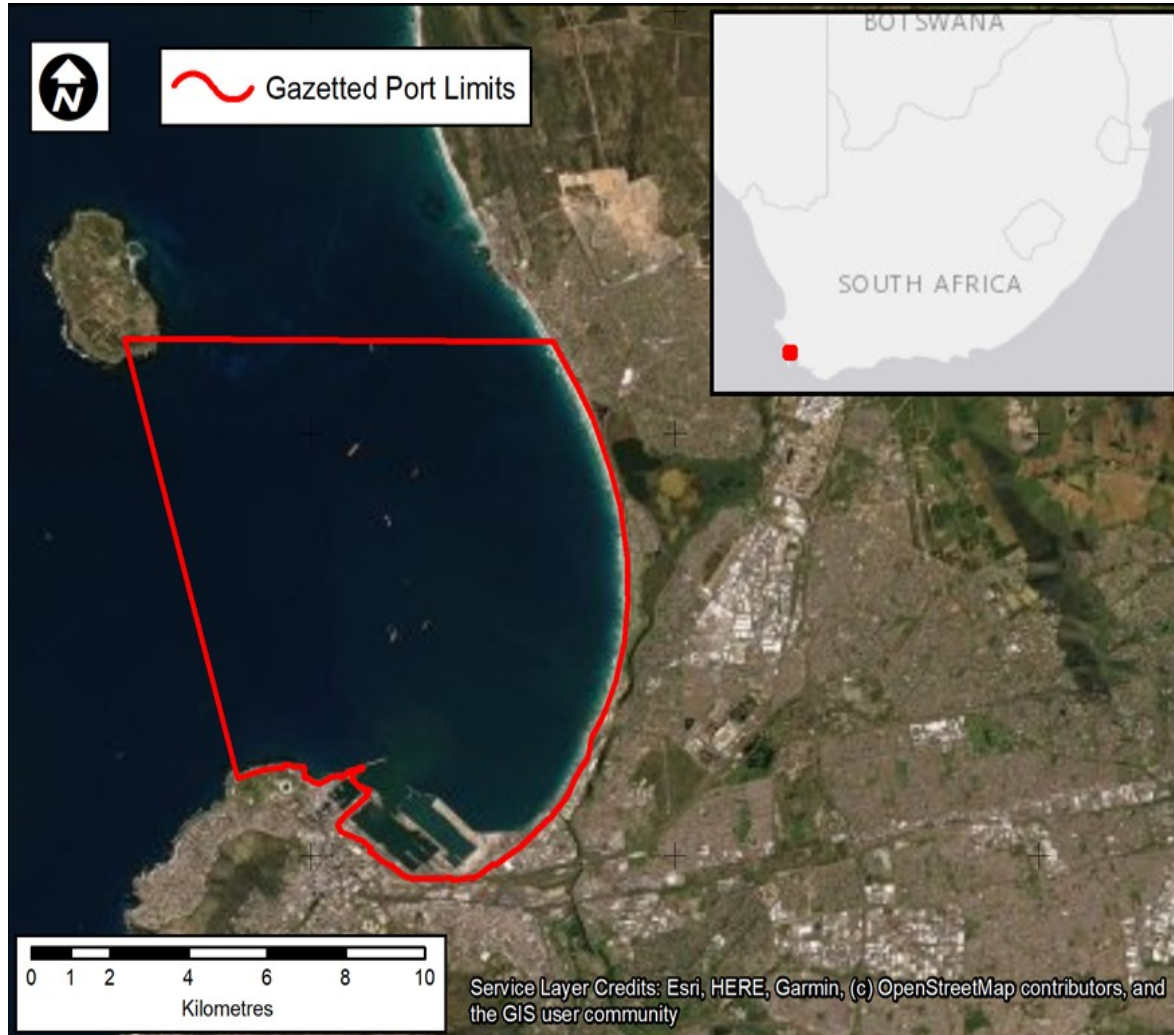 N
Gazetted Port Limits
BOTSWANA
SOUTH AFRICA
0 1 2 4 6 8 10
Kilometres
Service Layer Credits: Esri, HERE, Garmin, (c) OpenStreetMap contributors, and
the GIS user community